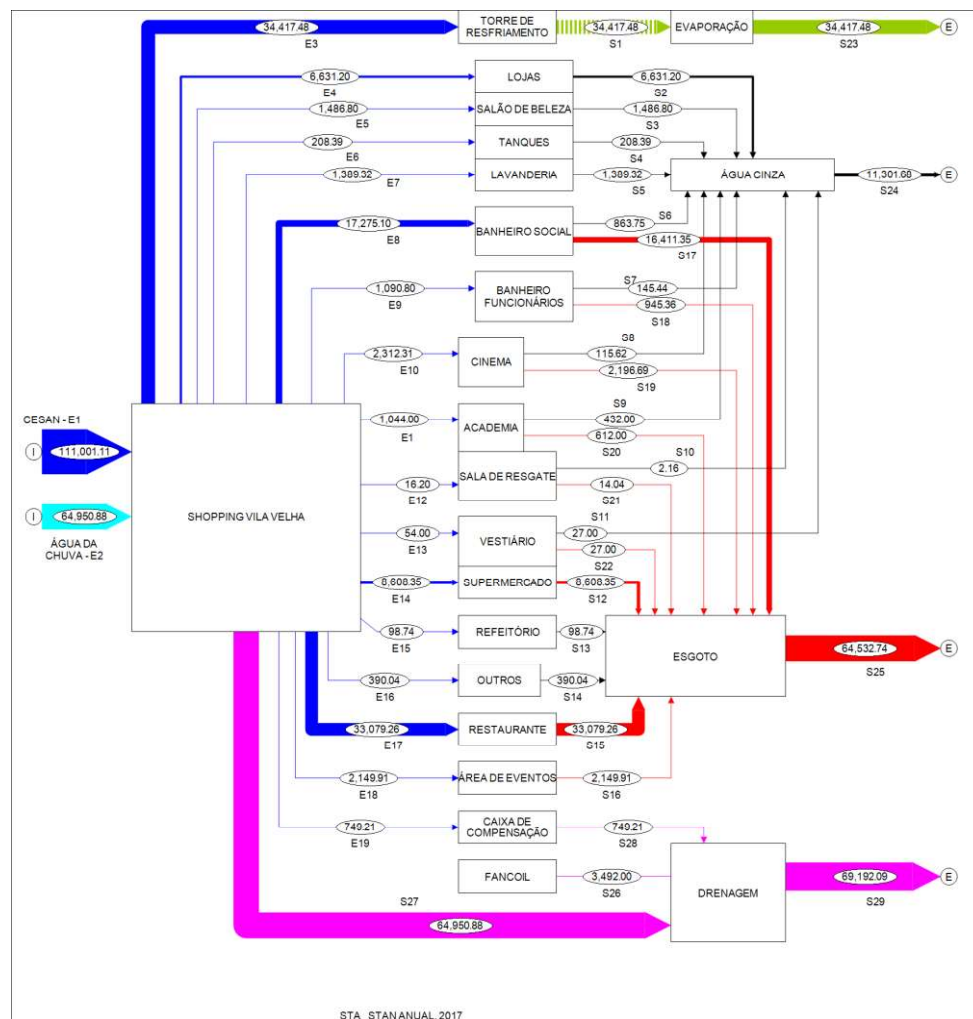 34,417.48
E3
TORRE DE
RESFRIAMENTO
34,417.48
S1
EVAPORAÇÃO
34,417.48
S23
E
6,631.20
E4
LOJAS
6,631.20
S2
1,486.80
E5
SALÃO DE BELEZA
1,486.80
S3
208.39
E6
TANQUES
208.39
S4
1,389.32
E7
LAVANDERIA
1,389.32
S5
ÁGUA CINZA
11,301.68
S24
E
17,275.10
E8
BANHEIRO SOCIAL
863.75
S6
16,411.35
S17
1,090.80
E9
BANHEIRO
FUNCIONÁRIOS
S7
145.44
945.36
S18
2,312.31
E10
CINEMA
S8
115.62
2,196.69
S19
CESAN - E1
I
111,001.11
1,044.00
E1
ACADEMIA
S9
432.00
612.00
S20
S10
2.16
16.20
E12
SALA DE RESGATE
14.04
S21
I
64,950.88
ÁGUA DA
CHUVA - E2
SHOPPING VILA VELHA
54.00
E13
VESTIÁRIO
S11
27.00
27.00
S22
8,608.35
E14
SUPERMERCADO
8,608.35
S12
98.74
E15
REFEITÓRIO
98.74
S13
ESGOTO
64,532.74
S25
E
390.04
E16
OUTROS
390.04
S14
33,079.26
E17
RESTAURANTE
33,079.26
S15
2,149.91
E18
ÁREA DE EVENTOS
2,149.91
S16
749.21
E19
CAIXA DE
COMPENSAÇÃO
749.21
S28
FANCOIL
3,492.00
S26
DRENAGEM
69,192.09
S29
E
S27
64,950.88
STA_STAN ANUAL, 2017